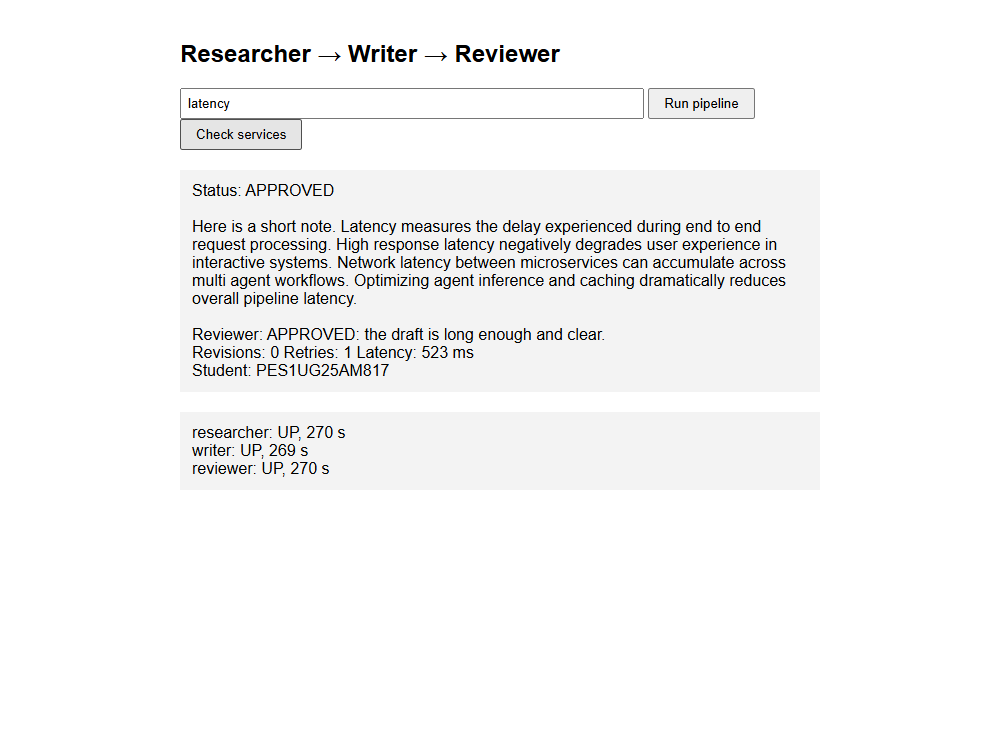 Researcher → Writer → Reviewer
latency
Run pipeline
Check services
Status: APPROVED
Here is a short note. Latency measures the delay experienced during end to end
request processing. High response latency negatively degrades user experience in
interactive systems. Network latency between microservices can accumulate across
multi agent workflows. Optimizing agent inference and caching dramatically reduces
overall pipeline latency.
Reviewer: APPROVED: the draft is long enough and clear.
Revisions: 0 Retries: 1 Latency: 523 ms
Student: PES1UG25AM817
researcher: UP, 270 s
writer: UP, 269 s
reviewer: UP, 270 s